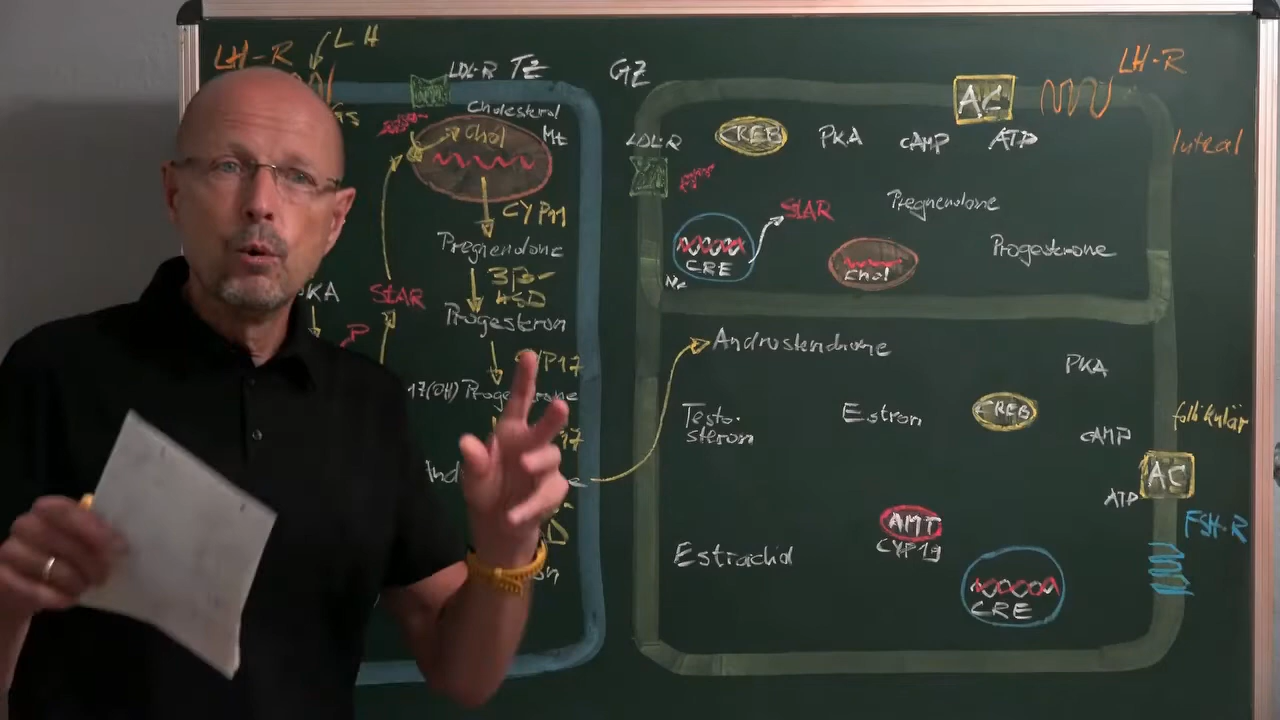 LH-R
LH
LDL-R TZ
Cholesterol
Chol
Mt
CYP11
Pregnenolone
3β-
HSD
Progesteron
CYP17
17(OH) Progesterone
17
PKA
StAR
P
GZ
LH-R
AC
luteal
LDL-R
CREB
PKA
cAMP
ATP
StAR
Pregnenolone
Progesterone
CRE
Chol
Androstendione
PKA
Testo-
steron
Estron
CREB
follikulär
cAMP
AC
ATP
FSH-R
AMT
CYP19
Estradiol
CRE